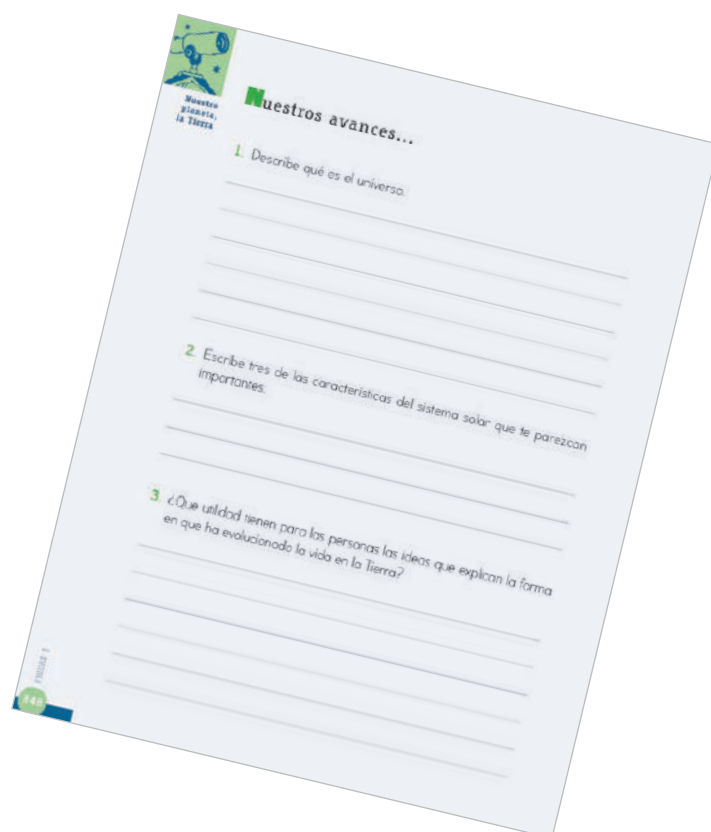 Nuestro
planeta,
la Tierra
Nuestros avances...
1. Describe qué es el universo.
2. Escribe tres de las características del sistema solar que te parezcan
importantes.
3. ¿Que utilidad tienen para las personas las ideas que explican la forma
en que ha evolucionado la vida en la Tierra?